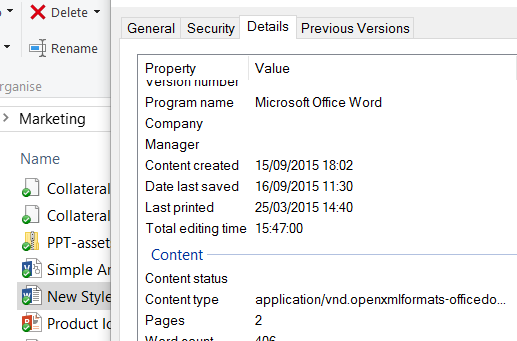 Delete
Rename
rganise
Marketing
Name
Collateral
Collateral
PPT-asset
Simple Ar
New Style
Product Ic
General Security Details Previous Versions
Property Value
Version number
Program name Microsoft Office Word
Company
Manager
Content created 15/09/2015 18:02
Date last saved 16/09/2015 11:30
Last printed 25/03/2015 14:40
Total editing time 15:47:00
Content
Content status
Content type application/vnd.openxmlformats-officedo...
Pages 2
Word count 406